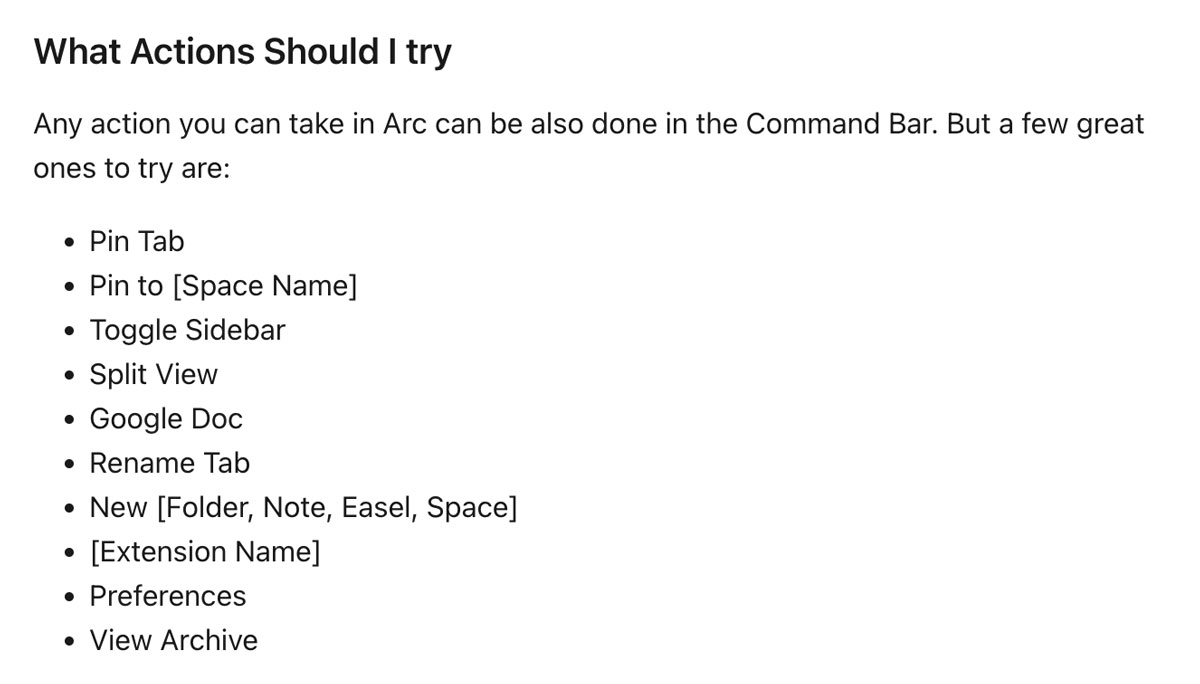 What Actions Should I try
Any action you can take in Arc can be also done in the Command Bar. But a few great
ones to try are:
• Pin Tab
• Pin to [Space Name]
• Toggle Sidebar
• Split View
• Google Doc
• Rename Tab
• New [Folder, Note, Easel, Space]
• [Extension Name]
• Preferences
• View Archive